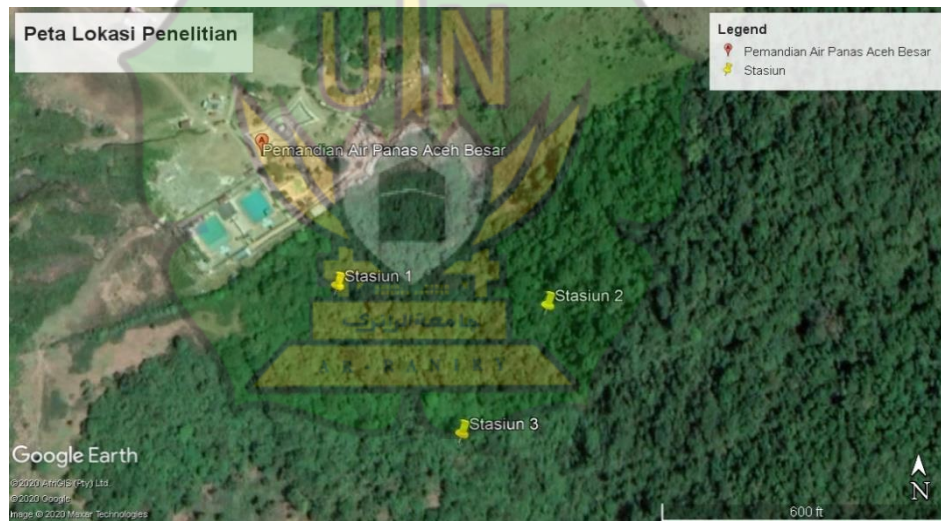 Peta Lokasi Penelitian
Legend
Pemandian Air Panas Aceh Besar
Stasiun
UIN
A
Pemandian Air Panas Aceh Besar
Stasiun 1
Stasiun 2
جامعة الرانيري
AR - RANIRY
Stasiun 3
Google Earth
©2020 AfriGIS (Pty) Ltd.
©2020 Google
Image © 2020 Maxar Technologies
N
600 ft